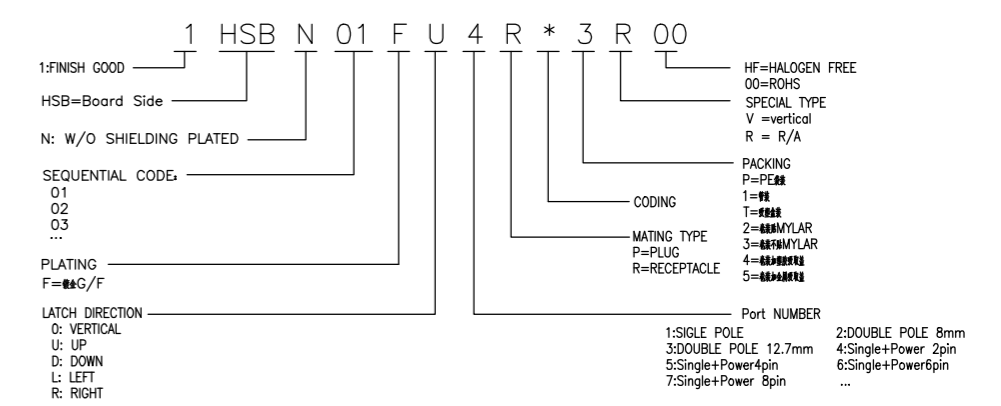 1 HSB N 01 F U 4 R * 3 R 00
1:FINISH GOOD
HSB=Board Side
N: W/O SHIELDING PLATED
SEQUENTIAL CODE:
01
02
03
...
PLATING
F=G/F
LATCH DIRECTION
0: VERTICAL
U: UP
D: DOWN
L: LEFT
R: RIGHT
HF=HALOGEN FREE
00=ROHS
SPECIAL TYPE
V =vertical
R = R/A
PACKING
P=PE
1=
T=
2=MYLAR
3=MYLAR
4=
5=
CODING
MATING TYPE
P=PLUG
R=RECEPTACLE
Port NUMBER
1:SIGLE POLE 2:DOUBLE POLE 8mm
3:DOUBLE POLE 12.7mm 4:Single+Power 2pin
5:Single+Power4pin 6:Single+Power6pin
7:Single+Power 8pin ...